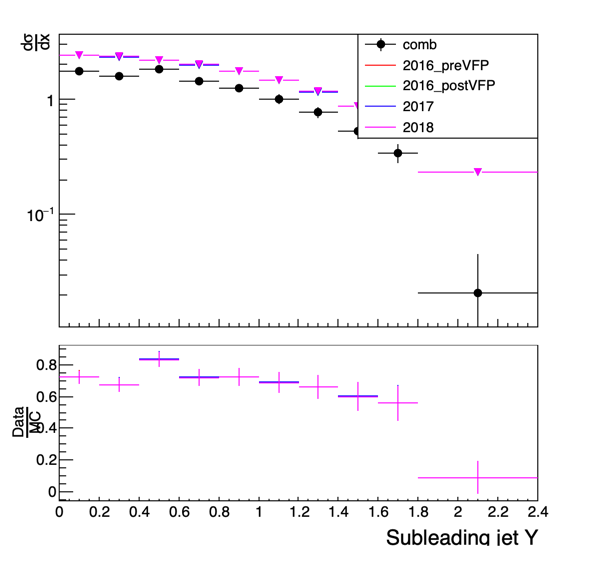 dσ
dx
comb
2016_preVFP
2016_postVFP
2017
2018
1
10⁻¹
Data
MC
0.8
0.6
0.4
0.2
0
0 0.2 0.4 0.6 0.8 1 1.2 1.4 1.6 1.8 2 2.2 2.4
Subleading jet Y